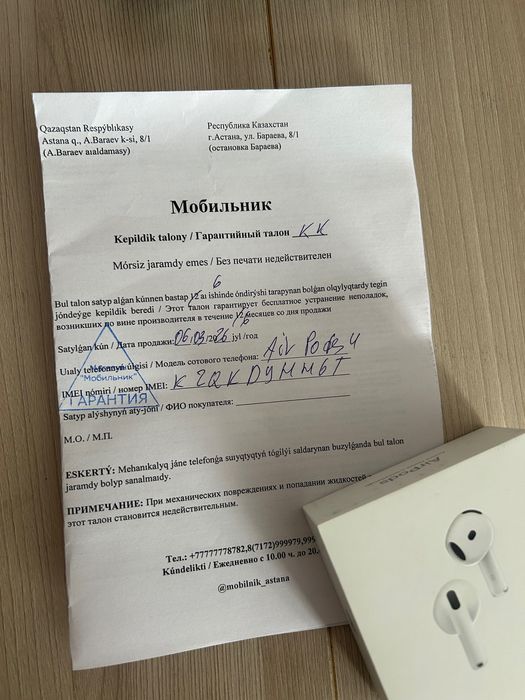 Qazaqstan Respýblıkasy
Astana q., A.Baraev k-si, 8/1
(A.Baraev aıaldamasy)
Республика Казахстан
г.Астана, ул. Бараева, 8/1
(остановка Бараева)
Мобильник
Kepildik talony / Гарантийный талон KK
Mórsiz jaramdy emes / Без печати недействителен
6
Bul talon satyp alǵan kúnnen bastap 12 aı ishinde óndirýshi tarapynan bolǵan olqylyqtardy tegin
jóndeýge kepildik beredi / Этот талон гарантирует бесплатное устранение неполадок,
возникших по вине производителя в течение 12 месяцев со дня продажи
6
Satylǵan kún / Дата продажи: 06.09.2026 jyl /год
Uıaly telefonnyń úlgisi / Модель сотового телефона: Air Pods 4
IMEI nómiri / номер IMEI: K2QKDYMM6T
"Мобильник"
ГАРАНТИЯ
Satyp alýshynyń aty-jóni / ФИО покупателя:
М.О. / М.П.
ESKERTÝ: Mehanıkalyq jáne telefonǵa suıyqtyqtyń tógilýi saldarynan buzylǵanda bul talon
jaramdy bolyp sanalmaıdy.
ПРИМЕЧАНИЕ: При механических повреждениях и попадании жидкостей
этот талон становится недействительным.
Тел.: +77777778782,8(7172)999979,995
Kúndelikti / Ежедневно с 10.00 ч. до 20.
@mobilnik_astana
AirPods